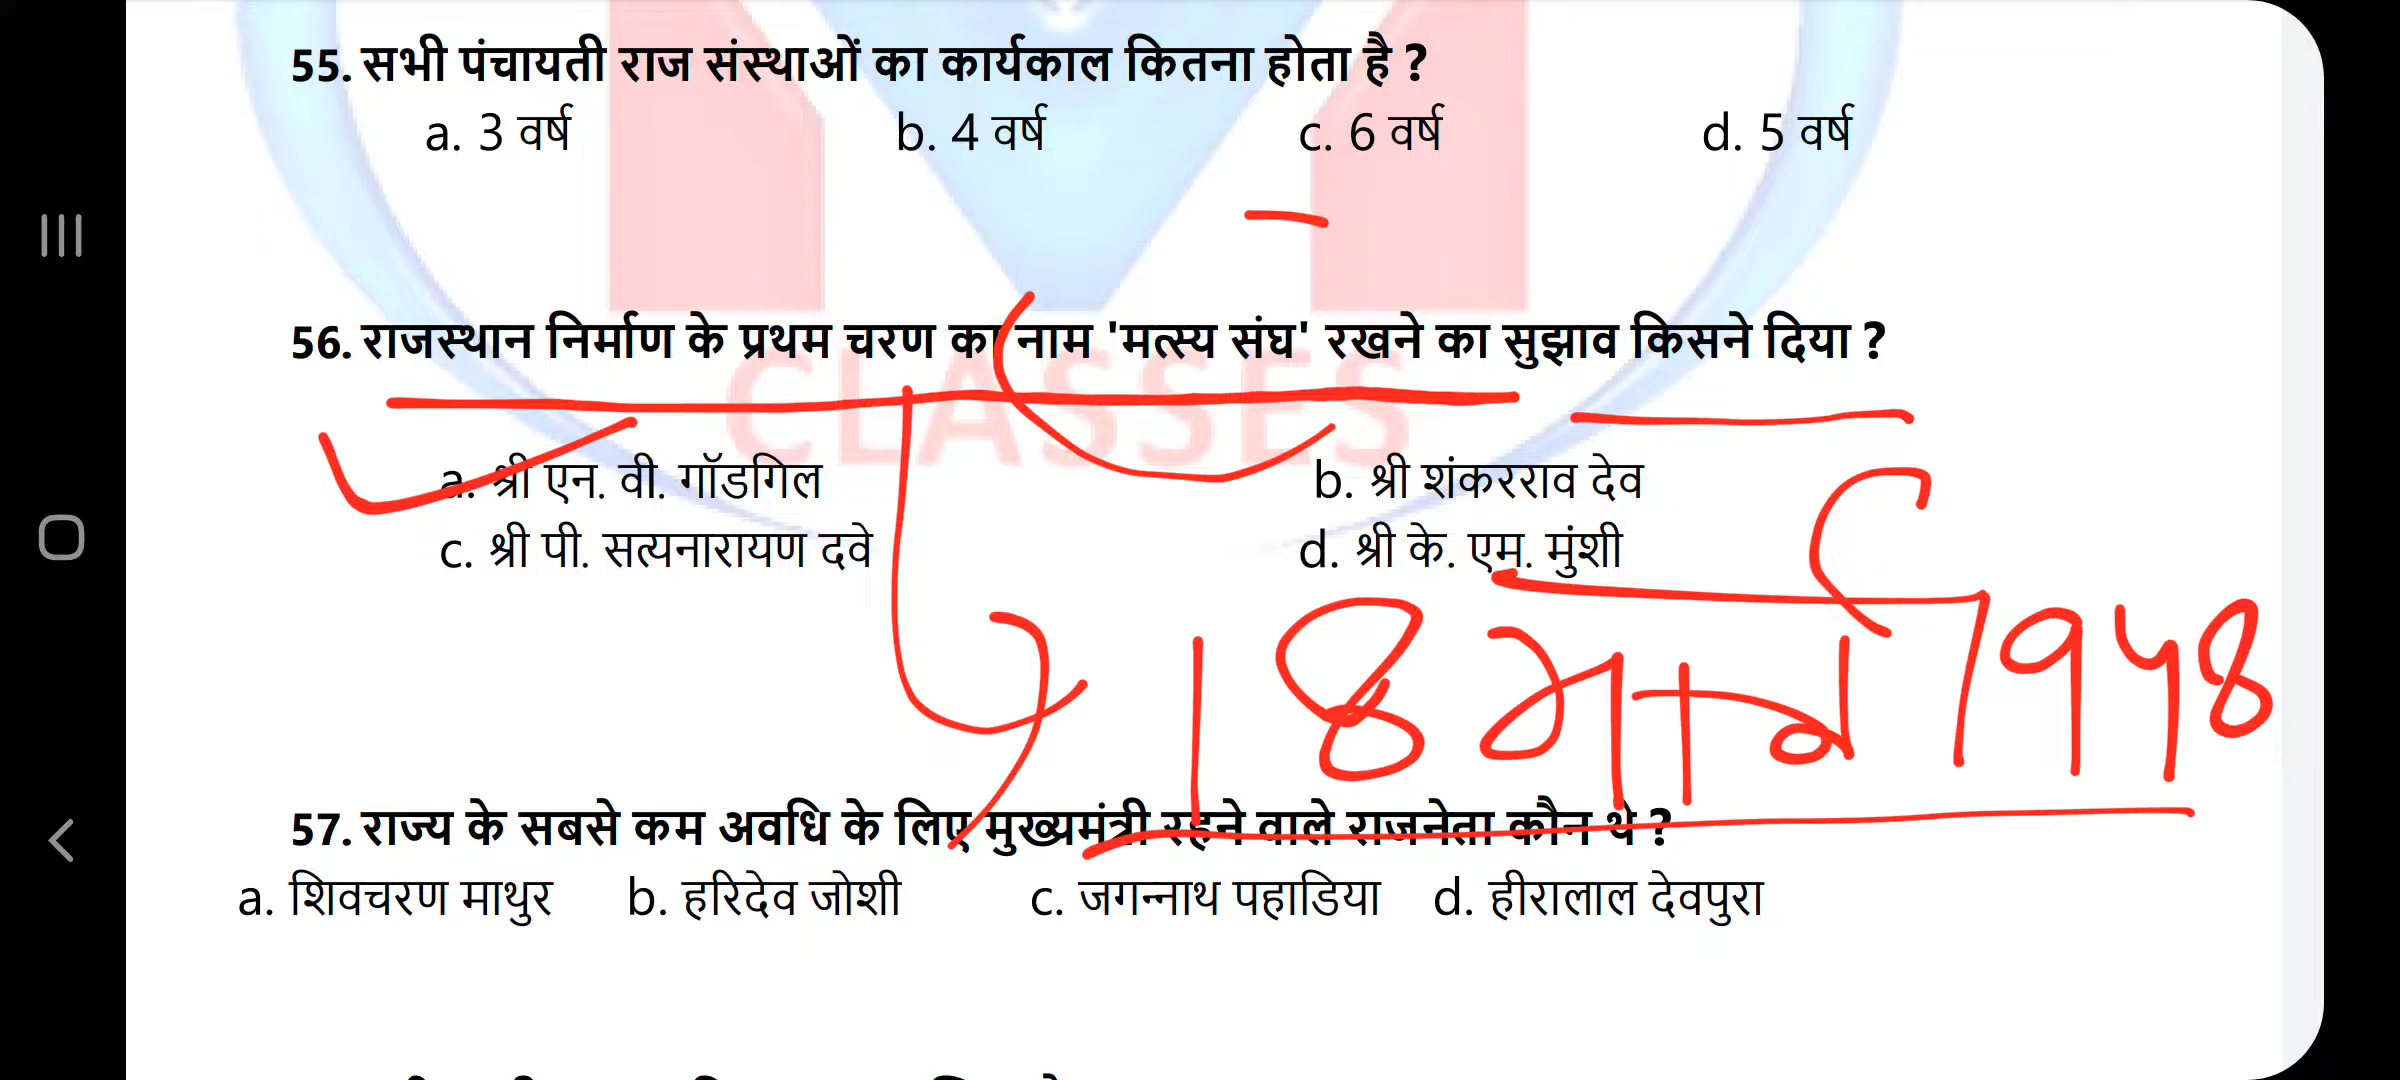 55. सभी पंचायती राज संस्थाओं का कार्यकाल कितना होता है ?
a. 3 वर्ष b. 4 वर्ष c. 6 वर्ष d. 5 वर्ष
56. राजस्थान निर्माण के प्रथम चरण का नाम 'मत्स्य संघ' रखने का सुझाव किसने दिया ?
CLASSES
a. श्री एन. वी. गॉडगिल b. श्री शंकरराव देव
c. श्री पी. सत्यनारायण दवे d. श्री के. एम. मुंशी
18 मार्च 1948
57. राज्य के सबसे कम अवधि के लिए मुख्यमंत्री रहने वाले राजनेता कौन थे ?
a. शिवचरण माथुर b. हरिदेव जोशी c. जगन्नाथ पहाडिया d. हीरालाल देवपुरा